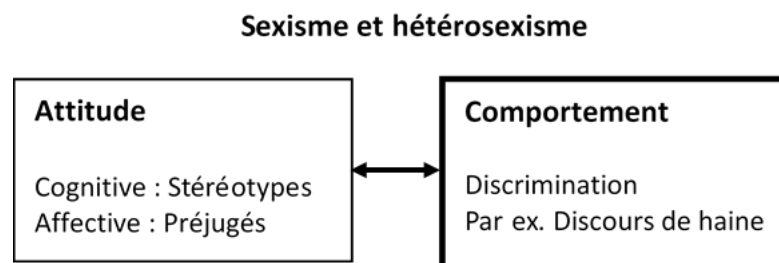 Sexisme et hétérosexisme
Attitude
Cognitive : Stéréotypes
Affective : Préjugés
Comportement
Discrimination
Par ex. Discours de haine